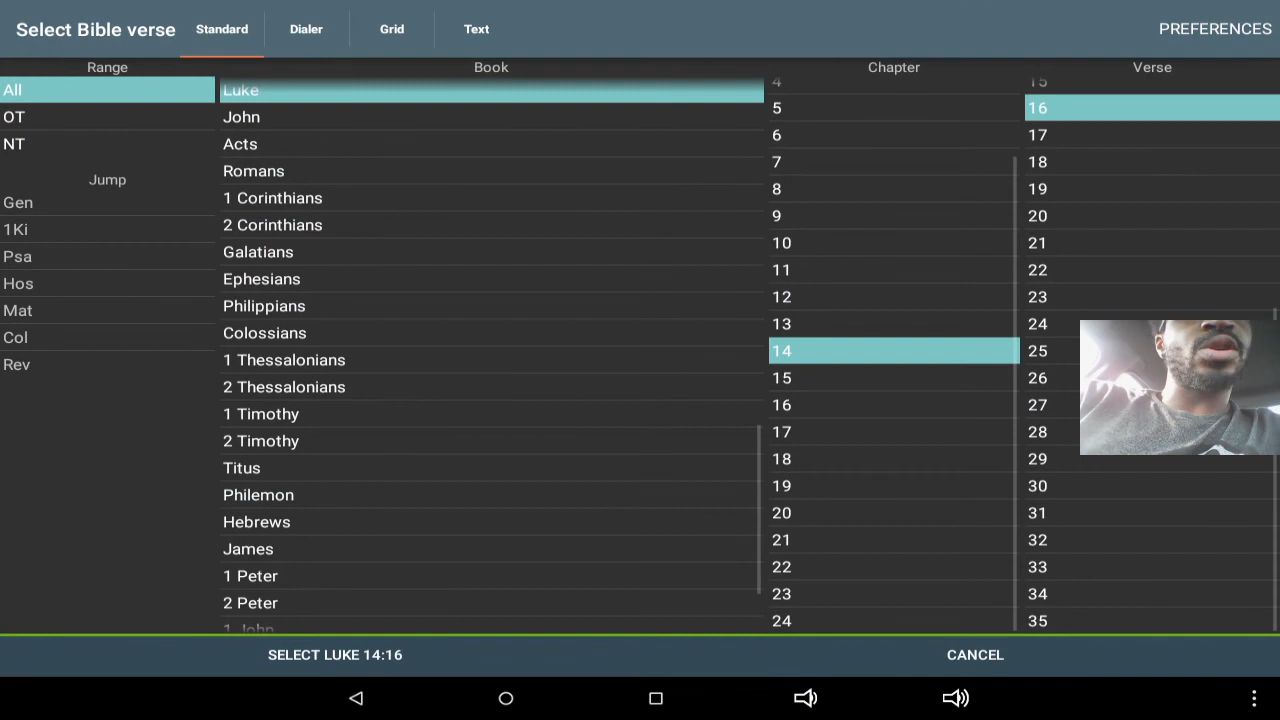 Select Bible verse
Standard
Dialer
Grid
Text
PREFERENCES
Range
All
OT
NT
Jump
Gen
1Ki
Psa
Hos
Mat
Col
Rev
Book
Luke
John
Acts
Romans
1 Corinthians
2 Corinthians
Galatians
Ephesians
Philippians
Colossians
1 Thessalonians
2 Thessalonians
1 Timothy
2 Timothy
Titus
Philemon
Hebrews
James
1 Peter
2 Peter
1 John
Chapter
4
5
6
7
8
9
10
11
12
13
14
15
16
17
18
19
20
21
22
23
24
Verse
15
16
17
18
19
20
21
22
23
24
25
26
27
28
29
30
31
32
33
34
35
SELECT LUKE 14:16
CANCEL